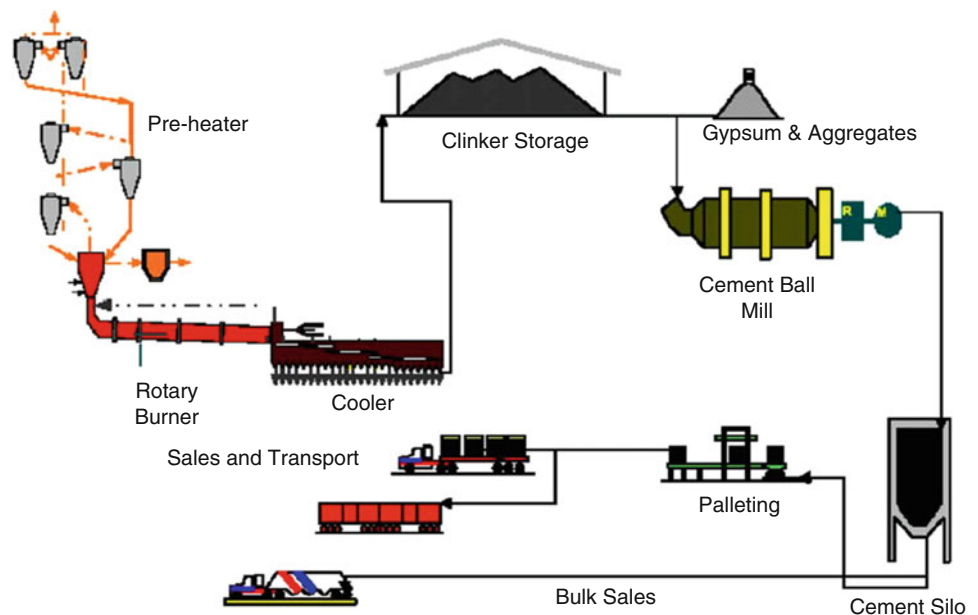 Pre-heater
Clinker Storage
Gypsum & Aggregates
R
M
Cement Ball
Mill
Rotary
Burner
Cooler
Sales and Transport
Palleting
Bulk Sales
Cement Silo